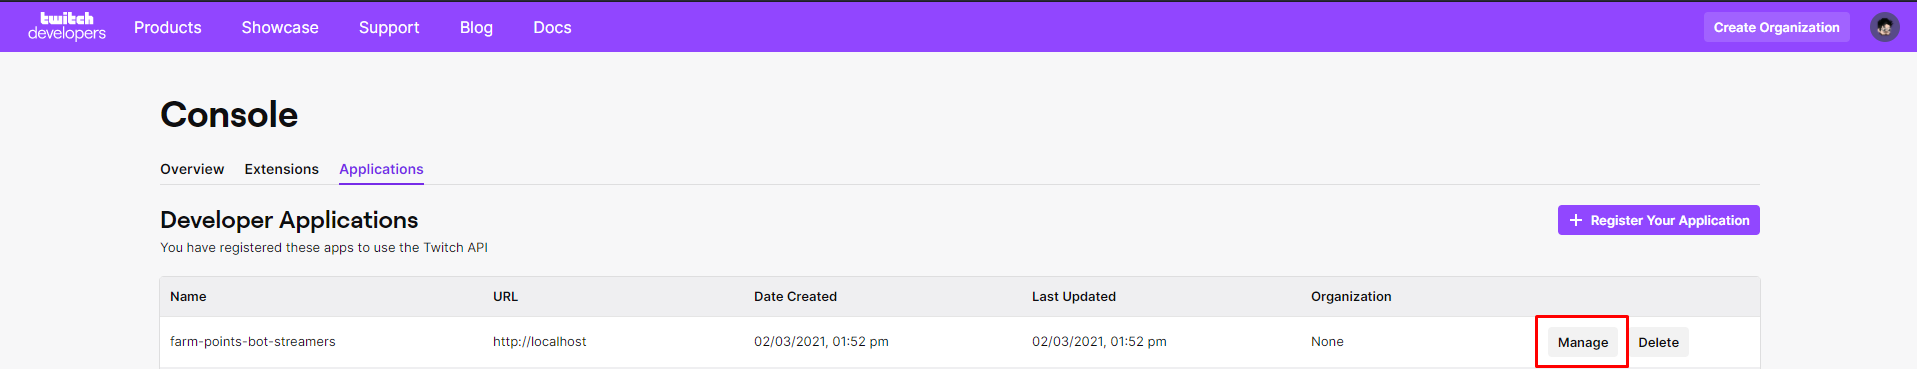 twitch developers Products Showcase Support Blog Docs Create Organization
Console
Overview Extensions Applications
Developer Applications
+ Register Your Application
You have registered these apps to use the Twitch API
Name URL Date Created Last Updated Organization
farm-points-bot-streamers http://localhost 02/03/2021, 01:52 pm 02/03/2021, 01:52 pm None Manage Delete